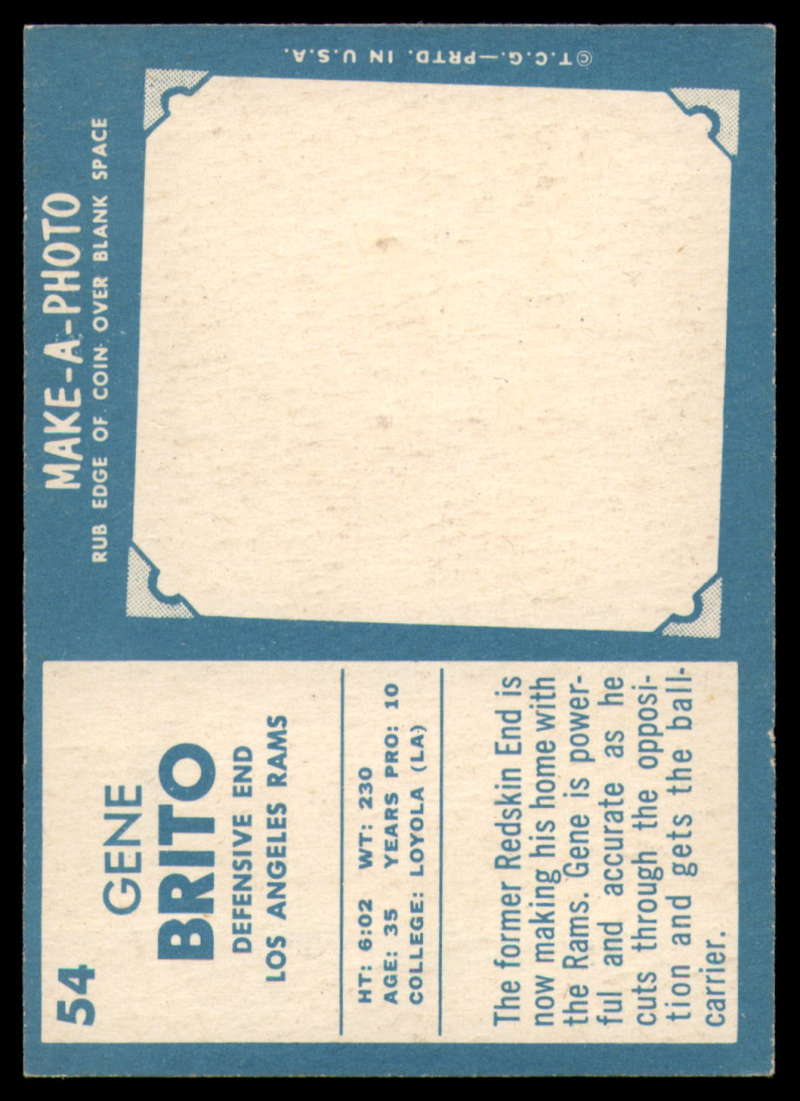 54
GENE
BRITO
DEFENSIVE END
LOS ANGELES RAMS
HT: 6:02 WT: 230
AGE: 35 YEARS PRO: 10
COLLEGE: LOYOLA (LA)
The former Redskin End is
now making his home with
the Rams. Gene is power-
ful and accurate as he
cuts through the opposi-
tion and gets the ball-
carrier.
MAKE-A-PHOTO
RUB EDGE OF COIN OVER BLANK SPACE
©T.C.G.—PRTD. IN U.S.A.